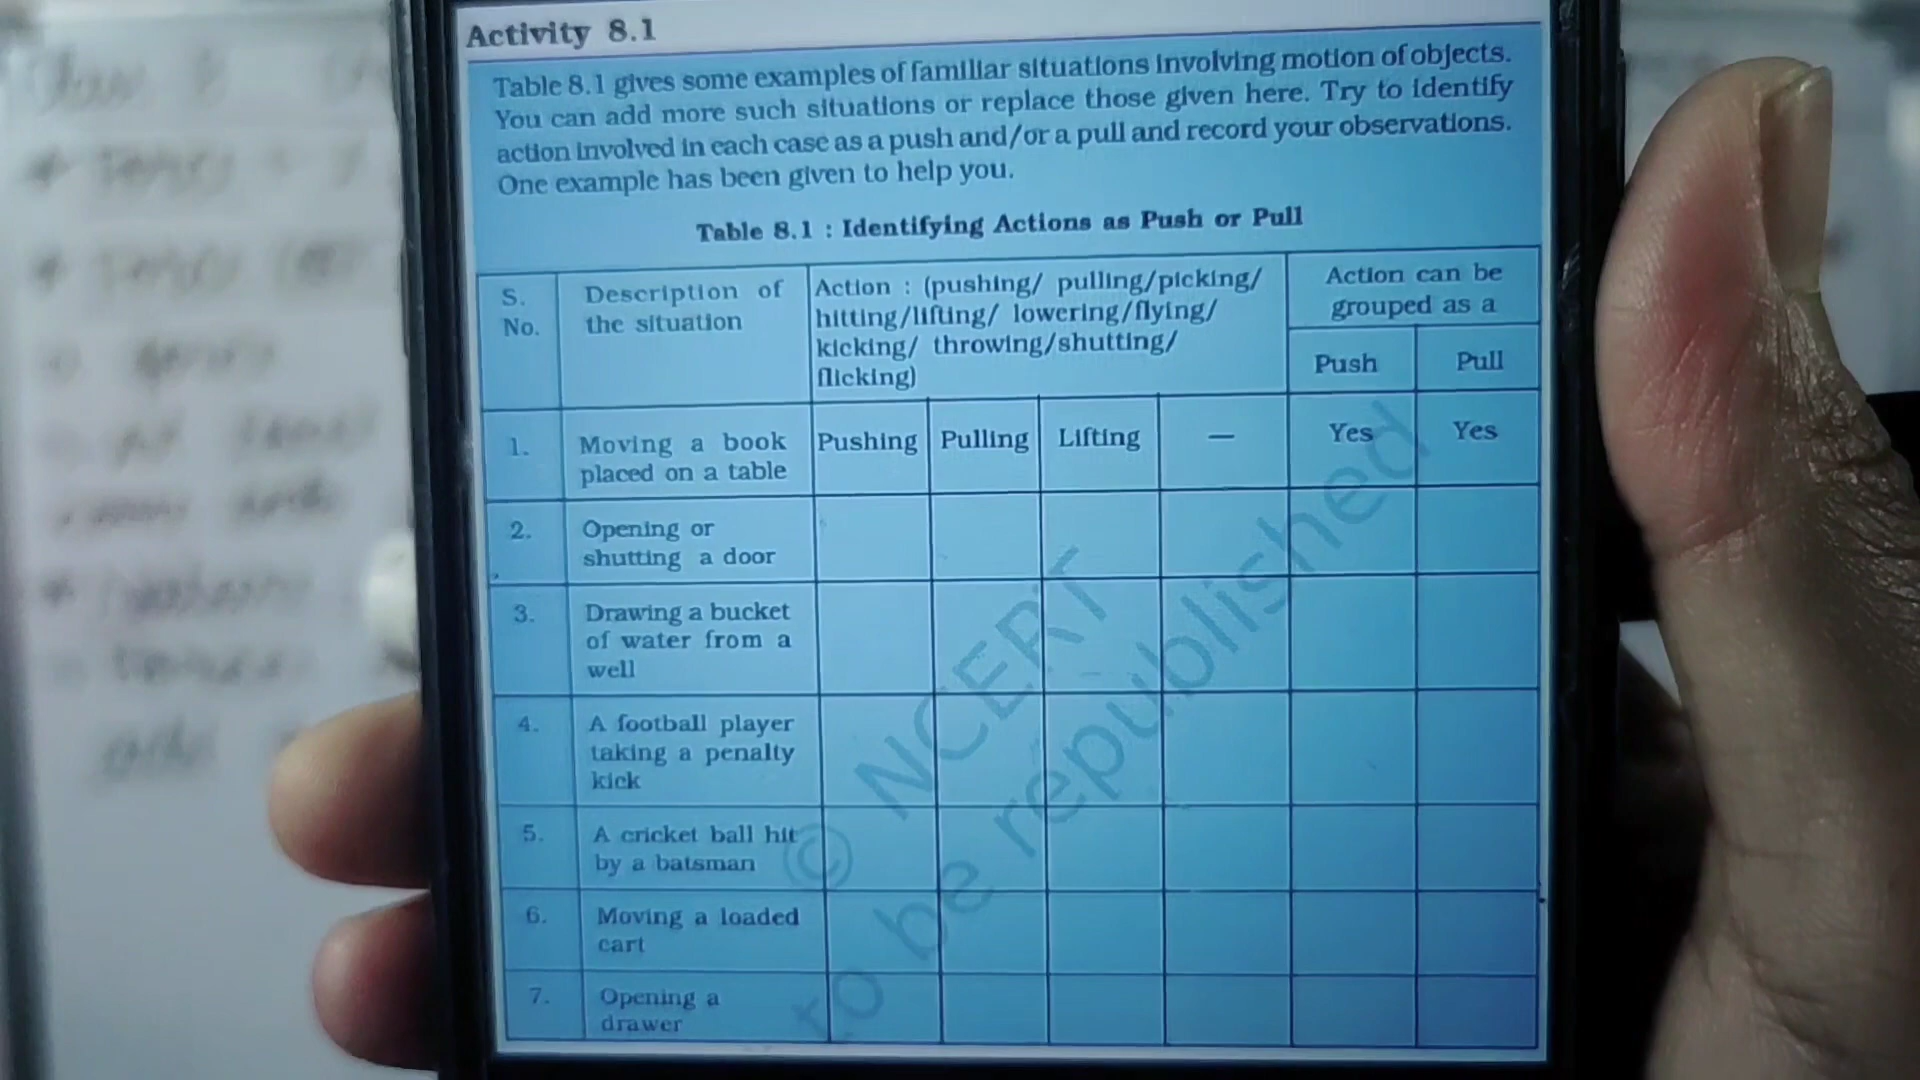 Activity 8.1
Table 8.1 gives some examples of familiar situations involving motion of objects.
You can add more such situations or replace those given here. Try to identify
action involved in each case as a push and/or a pull and record your observations.
One example has been given to help you.
Table 8.1 : Identifying Actions as Push or Pull
S.
No.
Description of
the situation
Action : (pushing/ pulling/picking/
hitting/lifting/ lowering/flying/
kicking/ throwing/shutting/
flicking)
Action can be
grouped as a
Push
Pull
1.
Moving a book
placed on a table
Pushing
Pulling
Lifting
—
Yes
Yes
2.
Opening or
shutting a door
3.
Drawing a bucket
of water from a
well
4.
A football player
taking a penalty
kick
5.
A cricket ball hit
by a batsman
6.
Moving a loaded
cart
7.
Opening a
drawer
© NCERT
to be republished